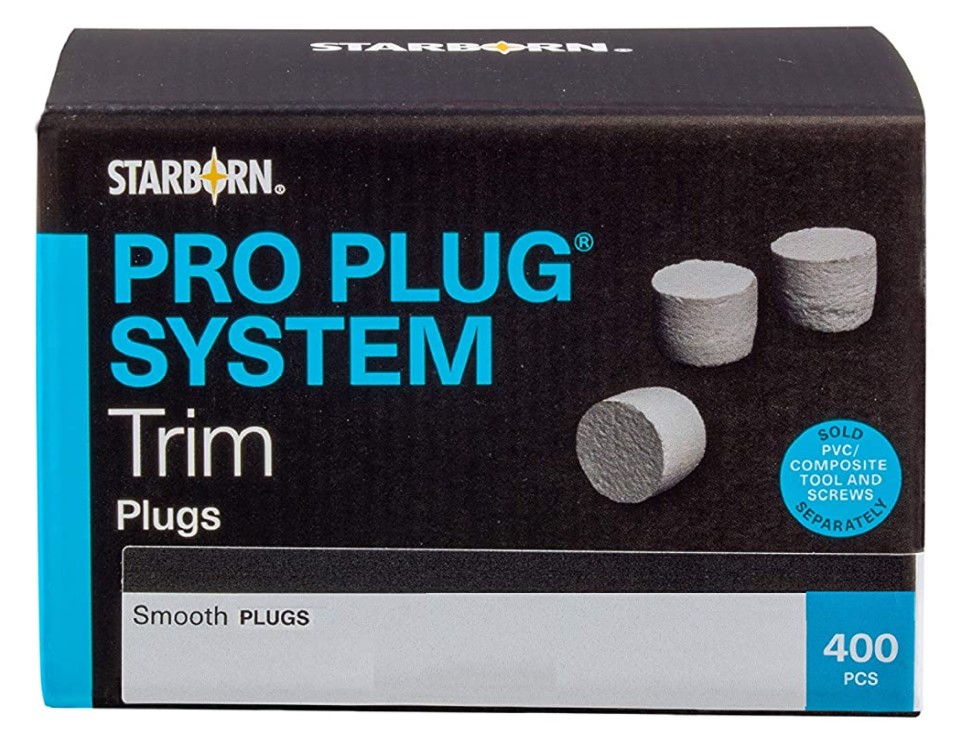 STARBORN®
STARBORN®
PRO PLUG®
SYSTEM
Trim
Plugs
SOLD
PVC/
COMPOSITE
TOOL AND
SCREWS
SEPARATELY
Smooth PLUGS
400
PCS